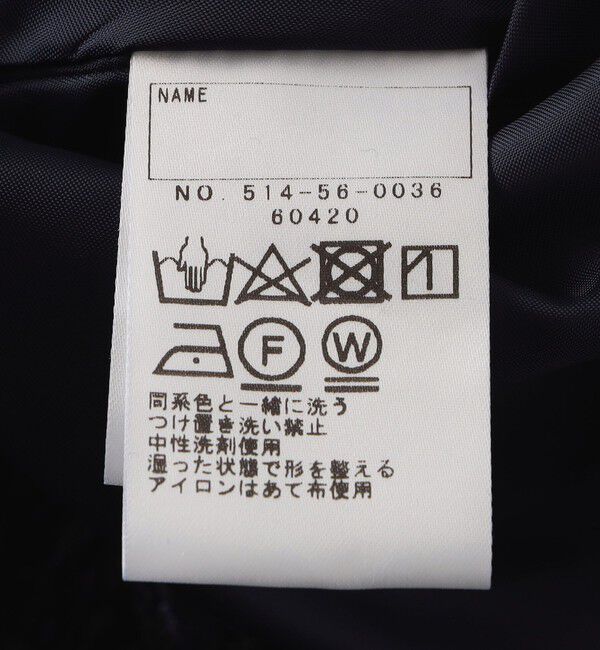 NAME
NO. 514-56-0036
60420
F W
同系色と一緒に洗う
つけ置き洗い禁止
中性洗剤使用
湿った状態で形を整える
アイロンはあて布使用